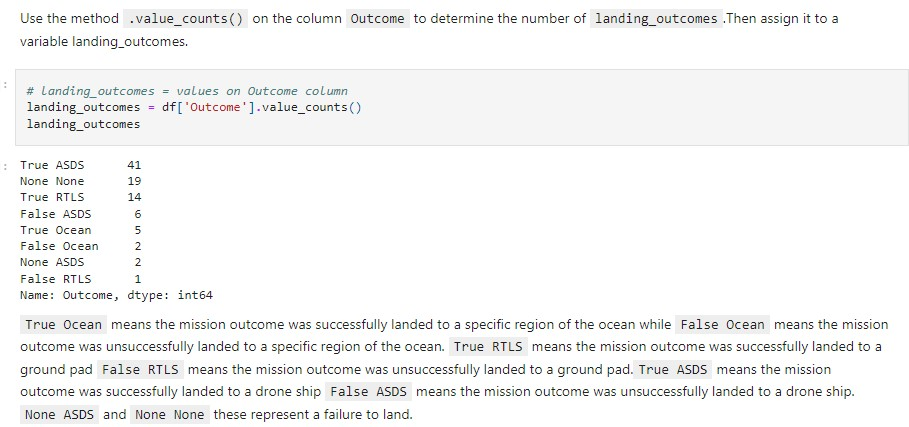 Use the method .value_counts() on the column Outcome to determine the number of landing_outcomes .Then assign it to a
variable landing_outcomes.
:
# landing_outcomes = values on Outcome column
landing_outcomes = df['Outcome'].value_counts()
landing_outcomes
:
True ASDS 41
None None 19
True RTLS 14
False ASDS 6
True Ocean 5
False Ocean 2
None ASDS 2
False RTLS 1
Name: Outcome, dtype: int64
True Ocean means the mission outcome was successfully landed to a specific region of the ocean while False Ocean means the mission
outcome was unsuccessfully landed to a specific region of the ocean. True RTLS means the mission outcome was successfully landed to a
ground pad False RTLS means the mission outcome was unsuccessfully landed to a ground pad. True ASDS means the mission
outcome was successfully landed to a drone ship False ASDS means the mission outcome was unsuccessfully landed to a drone ship.
None ASDS and None None these represent a failure to land.